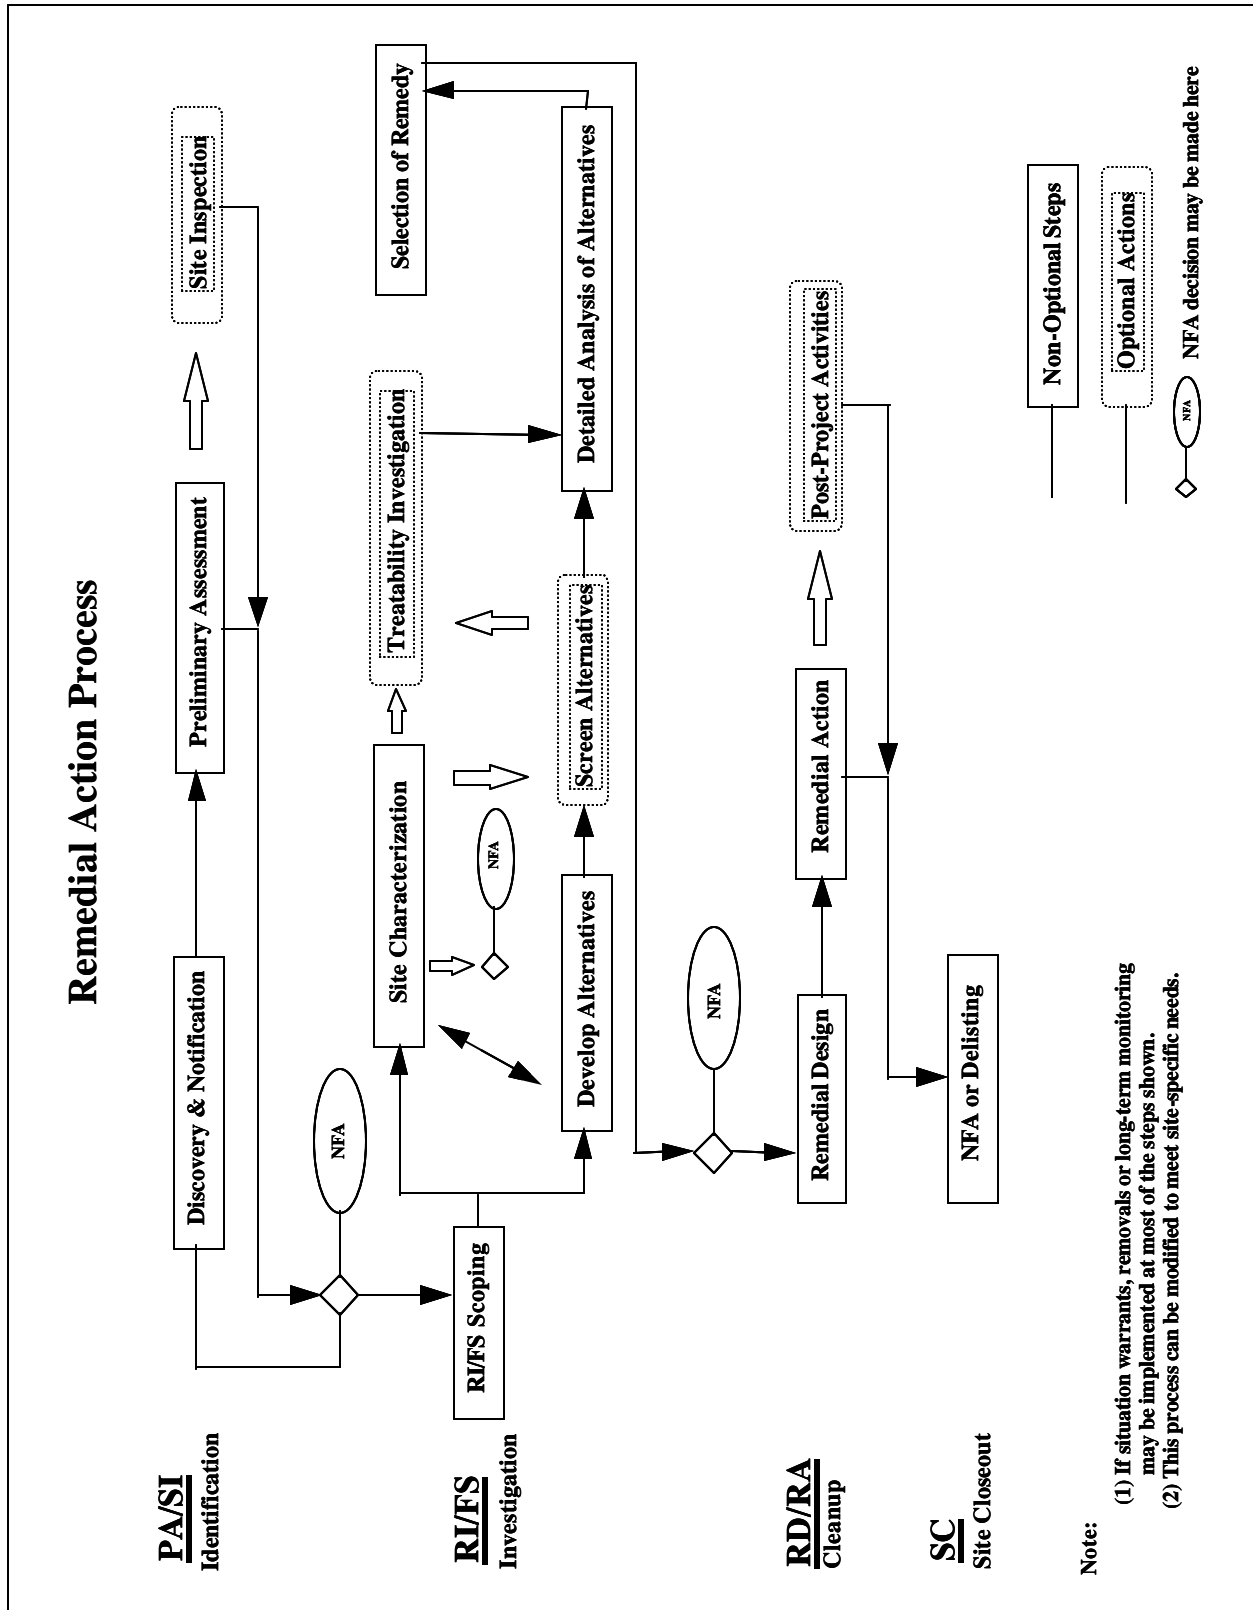 Remedial Action Process
PA/SI
Identification
Discovery & Notification
Preliminary Assessment
Site Inspection
NFA
RI/FS
Investigation
RI/FS Scoping
Site Characterization
Treatability Investigation
Selection of Remedy
NFA
Develop Alternatives
Screen Alternatives
Detailed Analysis of Alternatives
NFA
RD/RA
Cleanup
Remedial Design
Remedial Action
Post-Project Activities
SC
Site Closeout
NFA or Delisting
Non-Optional Steps
Optional Actions
NFA
NFA decision may be made here
Note:
(1) If situation warrants, removals or long-term monitoring
may be implemented at most of the steps shown.
(2) This process can be modified to meet site-specific needs.